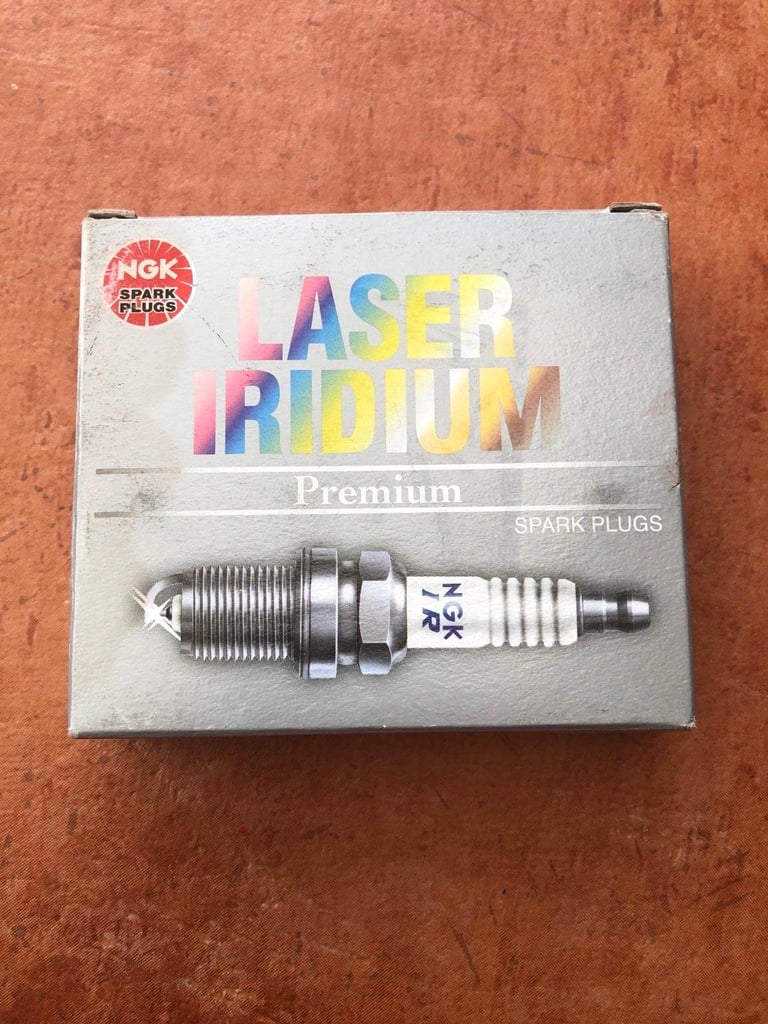 NGK
SPARK
PLUGS
LASER
IRIDIUM
Premium
SPARK PLUGS
NGK
IR